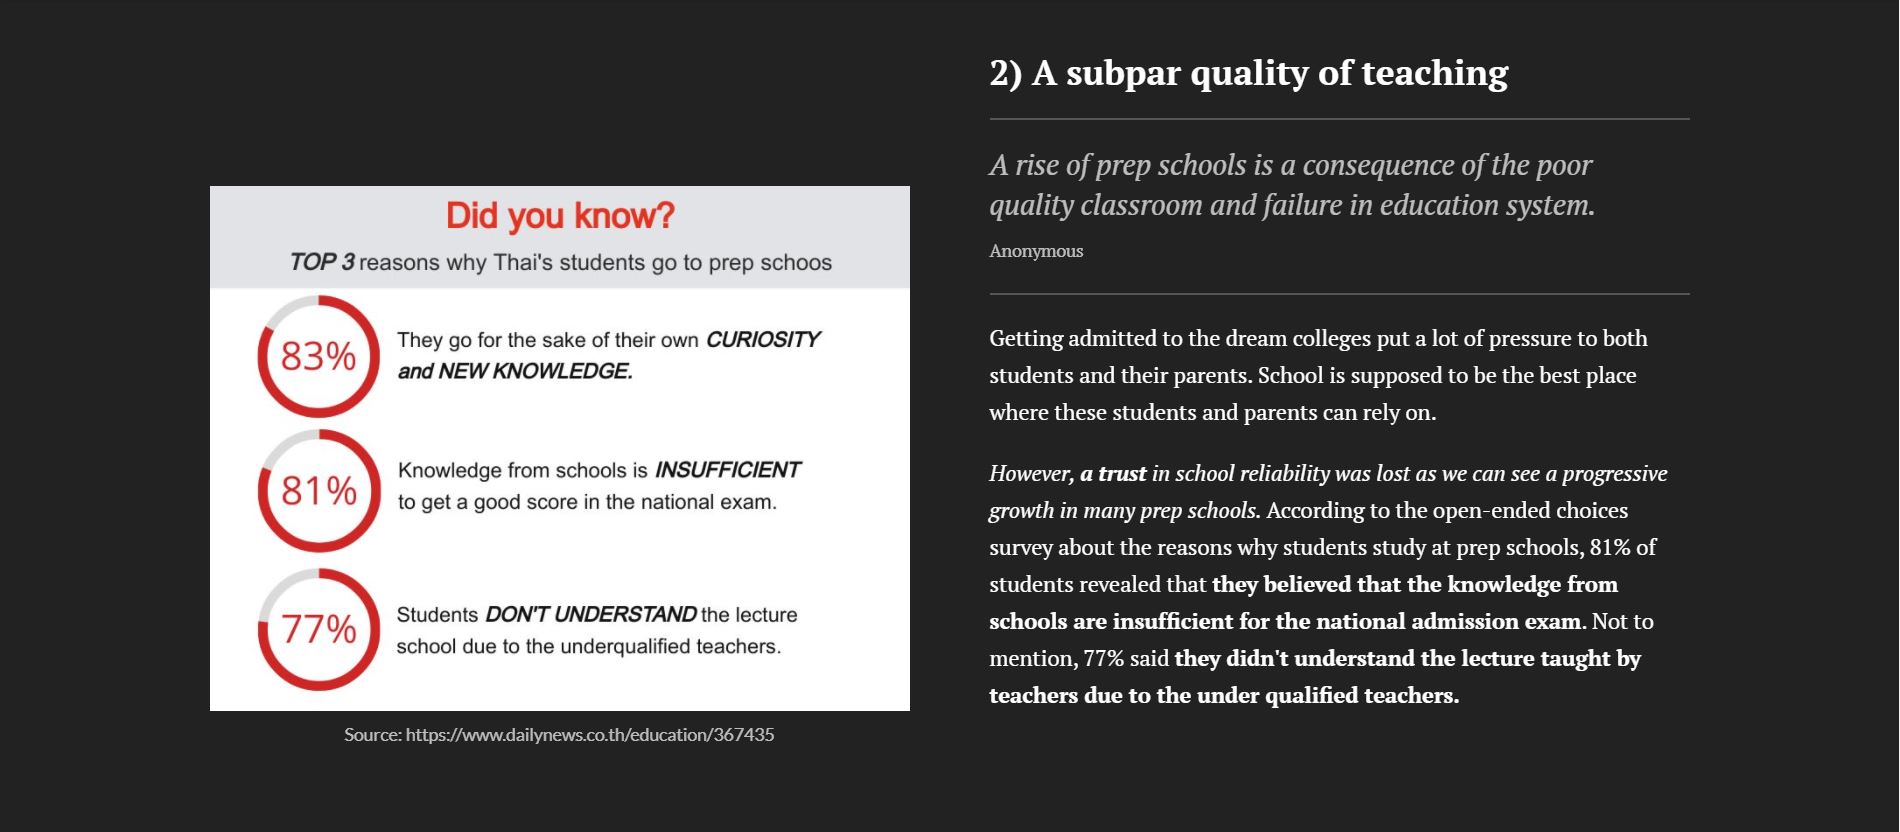 Did you know?
TOP 3 reasons why Thai's students go to prep schoos
83%
They go for the sake of their own CURIOSITY
and NEW KNOWLEDGE.
81%
Knowledge from schools is INSUFFICIENT
to get a good score in the national exam.
77%
Students DON'T UNDERSTAND the lecture
school due to the underqualified teachers.
Source: https://www.dailynews.co.th/education/367435
2) A subpar quality of teaching
A rise of prep schools is a consequence of the poor
quality classroom and failure in education system.
Anonymous
Getting admitted to the dream colleges put a lot of pressure to both
students and their parents. School is supposed to be the best place
where these students and parents can rely on.
However, a trust in school reliability was lost as we can see a progressive
growth in many prep schools. According to the open-ended choices
survey about the reasons why students study at prep schools, 81% of
students revealed that they believed that the knowledge from
schools are insufficient for the national admission exam. Not to
mention, 77% said they didn't understand the lecture taught by
teachers due to the under qualified teachers.